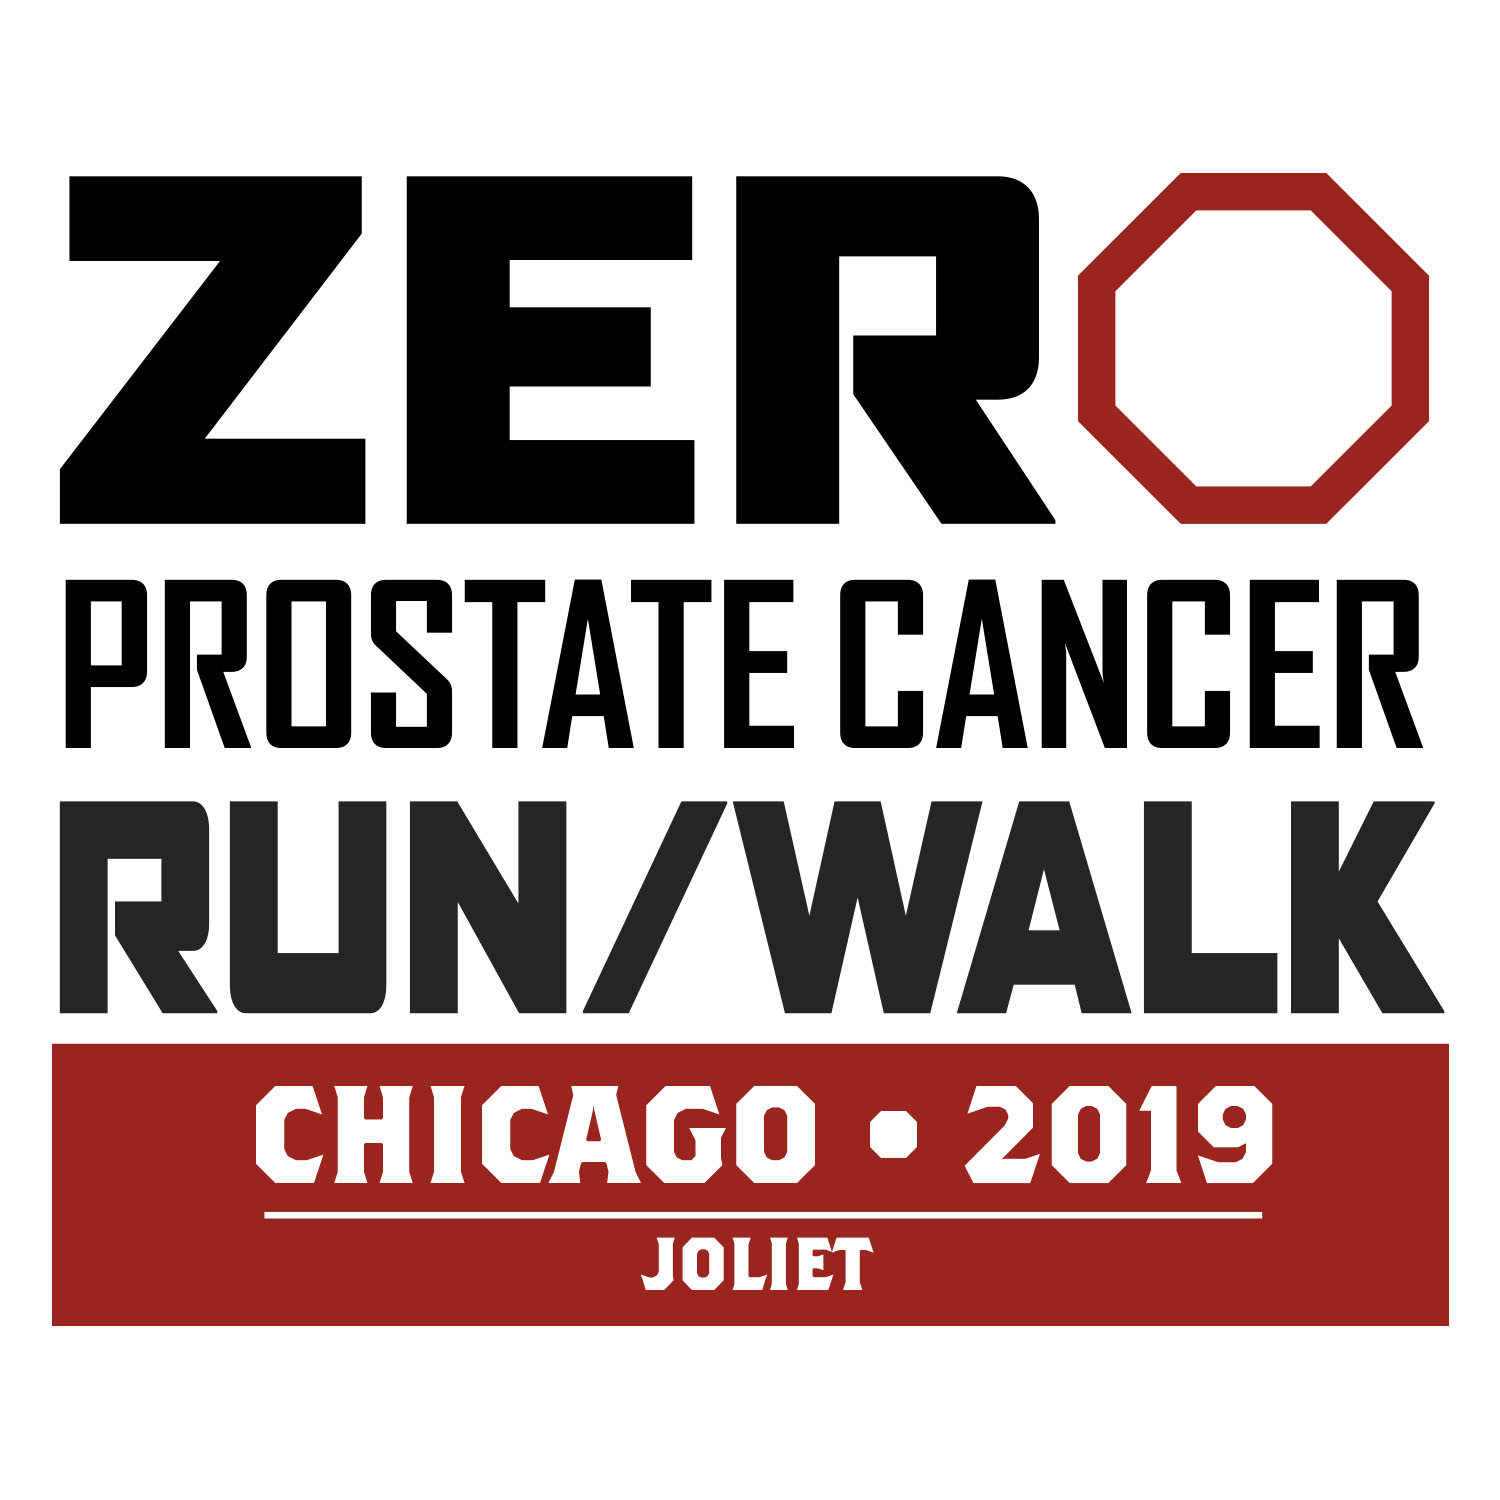 ZERO
PROSTATE CANCER
RUN/WALK
CHICAGO • 2019
JOLIET